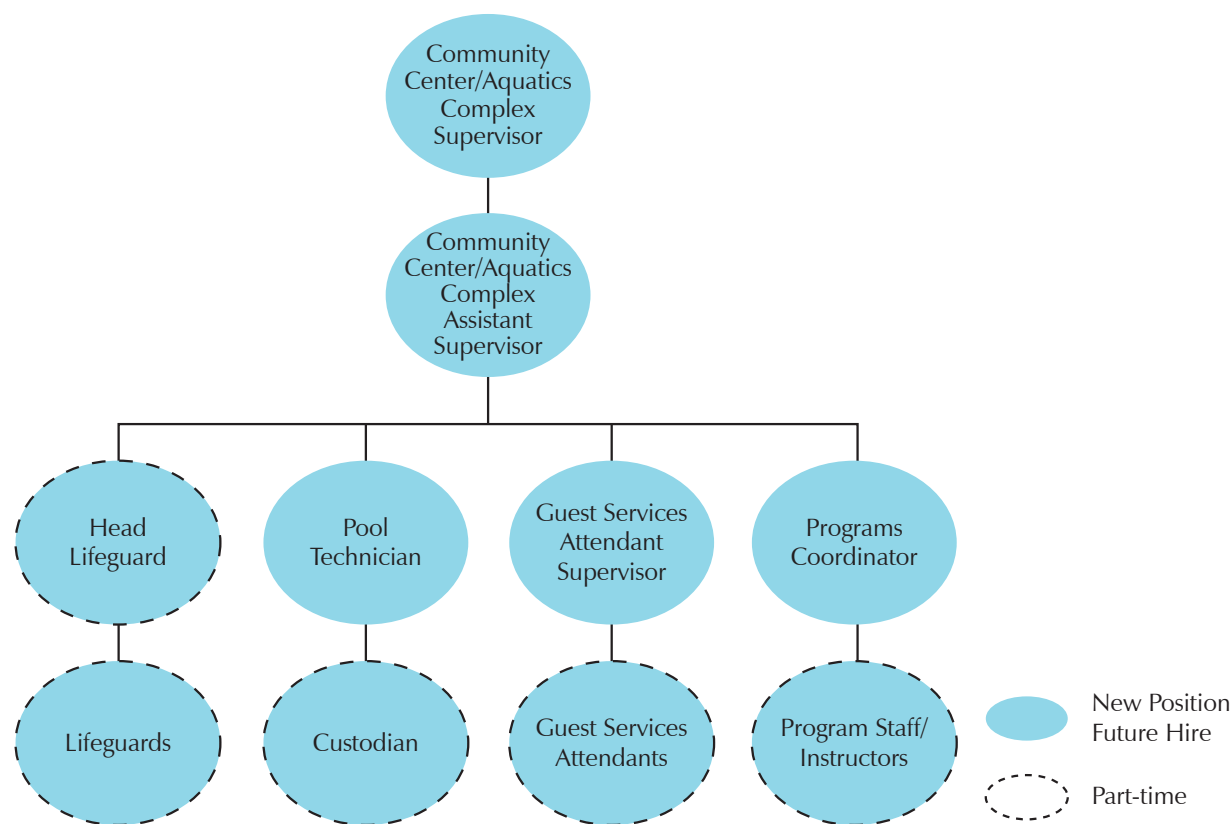 Community
Center/Aquatics
Complex
Supervisor
Community
Center/Aquatics
Complex
Assistant
Supervisor
Head
Lifeguard
Pool
Technician
Guest Services
Attendant
Supervisor
Programs
Coordinator
Lifeguards
Custodian
Guest Services
Attendants
Program Staff/
Instructors
New Position
Future Hire
Part-time